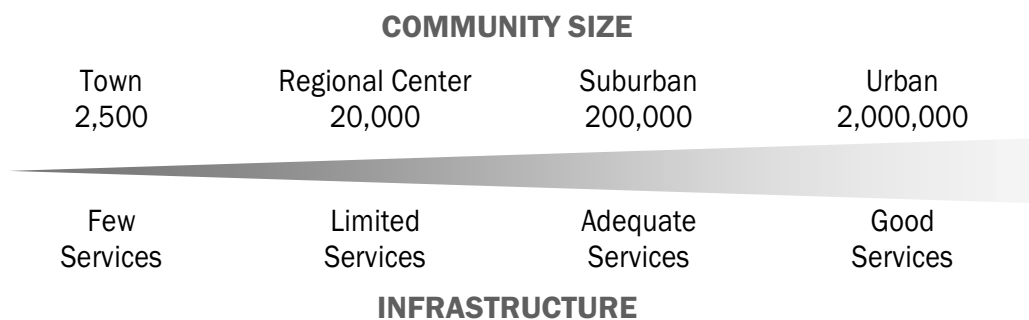 COMMUNITY SIZE
Town Regional Center Suburban Urban
2,500 20,000 200,000 2,000,000
Few Limited Adequate Good
Services Services Services Services
INFRASTRUCTURE